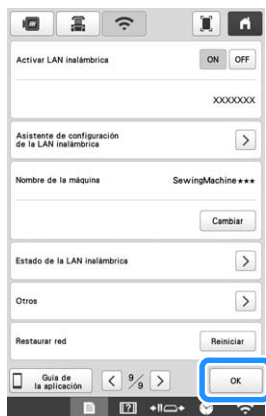 Activar LAN inalámbrica
ON OFF
XXXXXXX
Asistente de configuración
de la LAN inalámbrica
Nombre de la máquina SewingMachine★★★
Cambiar
Estado de la LAN inalámbrica
Otros
Restaurar red Reiniciar
Guía de
la aplicación
9/9
OK